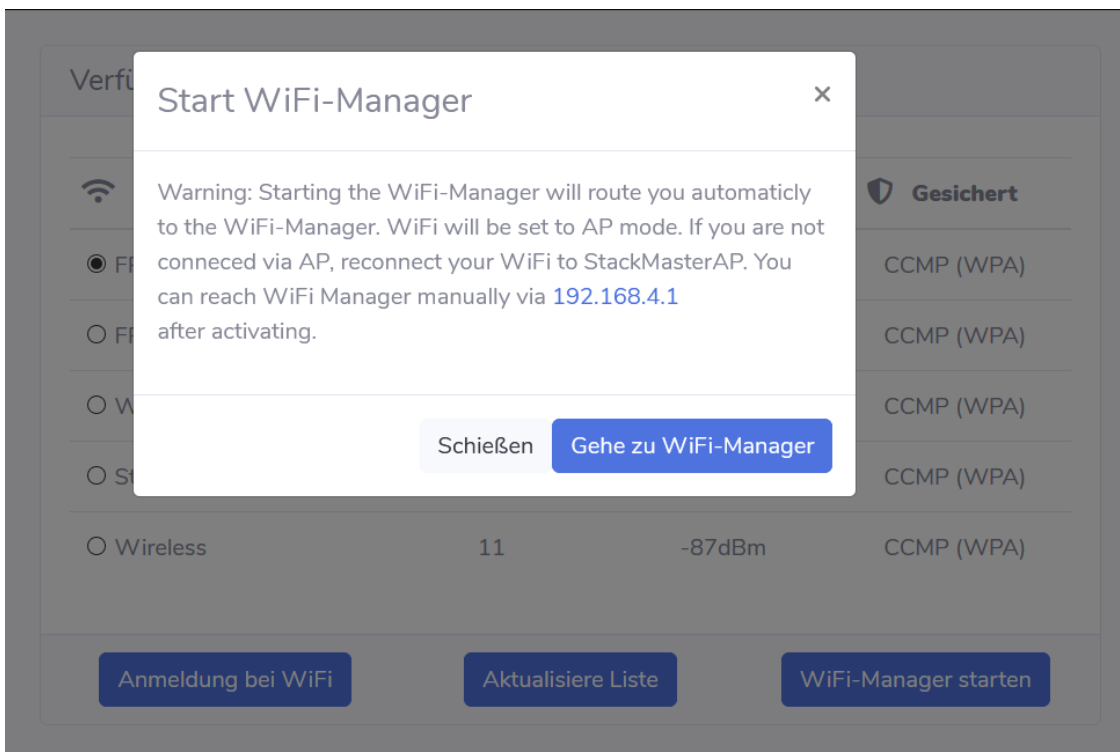 Start WiFi-Manager ×
Gesichert
Warning: Starting the WiFi-Manager will route you automaticly
to the WiFi-Manager. WiFi will be set to AP mode. If you are not
conneced via AP, reconnect your WiFi to StackMasterAP. You
can reach WiFi Manager manually via 192.168.4.1
after activating.
CCMP (WPA)
CCMP (WPA)
CCMP (WPA)
Schießen Gehe zu WiFi-Manager
CCMP (WPA)
Wireless 11 -87dBm CCMP (WPA)
Anmeldung bei WiFi Aktualisiere Liste WiFi-Manager starten